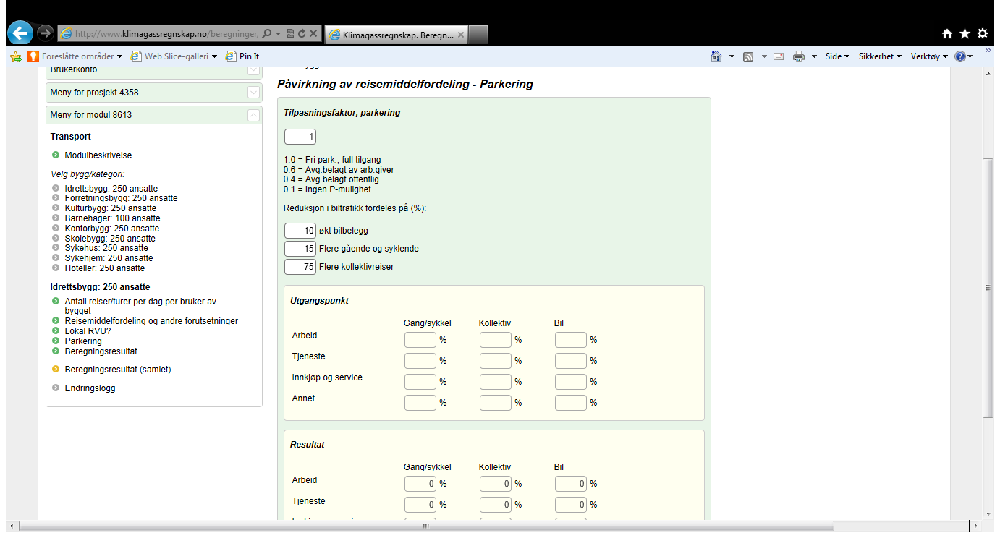 http://www.klimagassregnskap.no/beregninger,
Klimagassregnskap. Beregn...
Foreslåtte områder
Web Slice-galleri
Pin It
Side
Sikkerhet
Verktøy
Brukerkonto
Meny for prosjekt 4358
Meny for modul 8613
Transport
Modulbeskrivelse
Velg bygg/kategori:
Idrettsbygg: 250 ansatte
Forretningsbygg: 250 ansatte
Kulturbygg: 250 ansatte
Barnehager: 100 ansatte
Kontorbygg: 250 ansatte
Skolebygg: 250 ansatte
Sykehus: 250 ansatte
Sykehjem: 250 ansatte
Hoteller: 250 ansatte
Idrettsbygg: 250 ansatte
Antall reiser/turer per dag per bruker av
bygget
Reisemiddelfordeling og andre forutsetninger
Lokal RVU?
Parkering
Beregningsresultat
Beregningsresultat (samlet)
Endringslogg
Påvirkning av reisemiddelfordeling - Parkering
Tilpasningsfaktor, parkering
1
1.0 = Fri park., full tilgang
0.6 = Avg.belagt av arb.giver
0.4 = Avg.belagt offentlig
0.1 = Ingen P-mulighet
Reduksjon i biltrafikk fordeles på (%):
10 økt bilbelegg
15 Flere gående og syklende
75 Flere kollektivreiser
Utgangspunkt
Gang/sykkel Kollektiv Bil
Arbeid % % %
Tjeneste % % %
Innkjøp og service % % %
Annet % % %
Resultat
Gang/sykkel Kollektiv Bil
Arbeid 0 % 0 % 0 %
Tjeneste 0 % 0 % 0 %